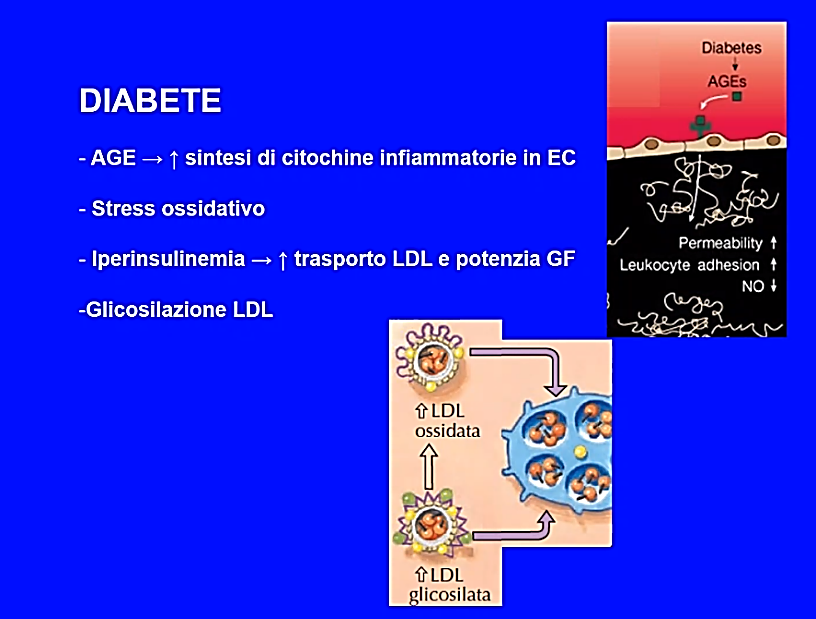 DIABETE
- AGE → ↑ sintesi di citochine infiammatorie in EC
- Stress ossidativo
- Iperinsulinemia → ↑ trasporto LDL e potenzia GF
-Glicosilazione LDL
Diabetes
↓
AGEs
Permeability ↑
Leukocyte adhesion ↑
NO ↓
⇧LDL
ossidata
⇧LDL
glicosilata